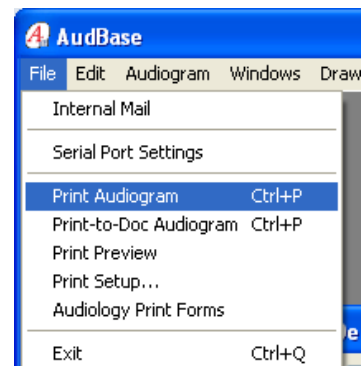 AudBase
File Edit Audiogram Windows Draw
Internal Mail
Serial Port Settings
Print Audiogram Ctrl+P
Print-to-Doc Audiogram Ctrl+P
Print Preview
Print Setup...
Audiology Print Forms
Exit Ctrl+Q